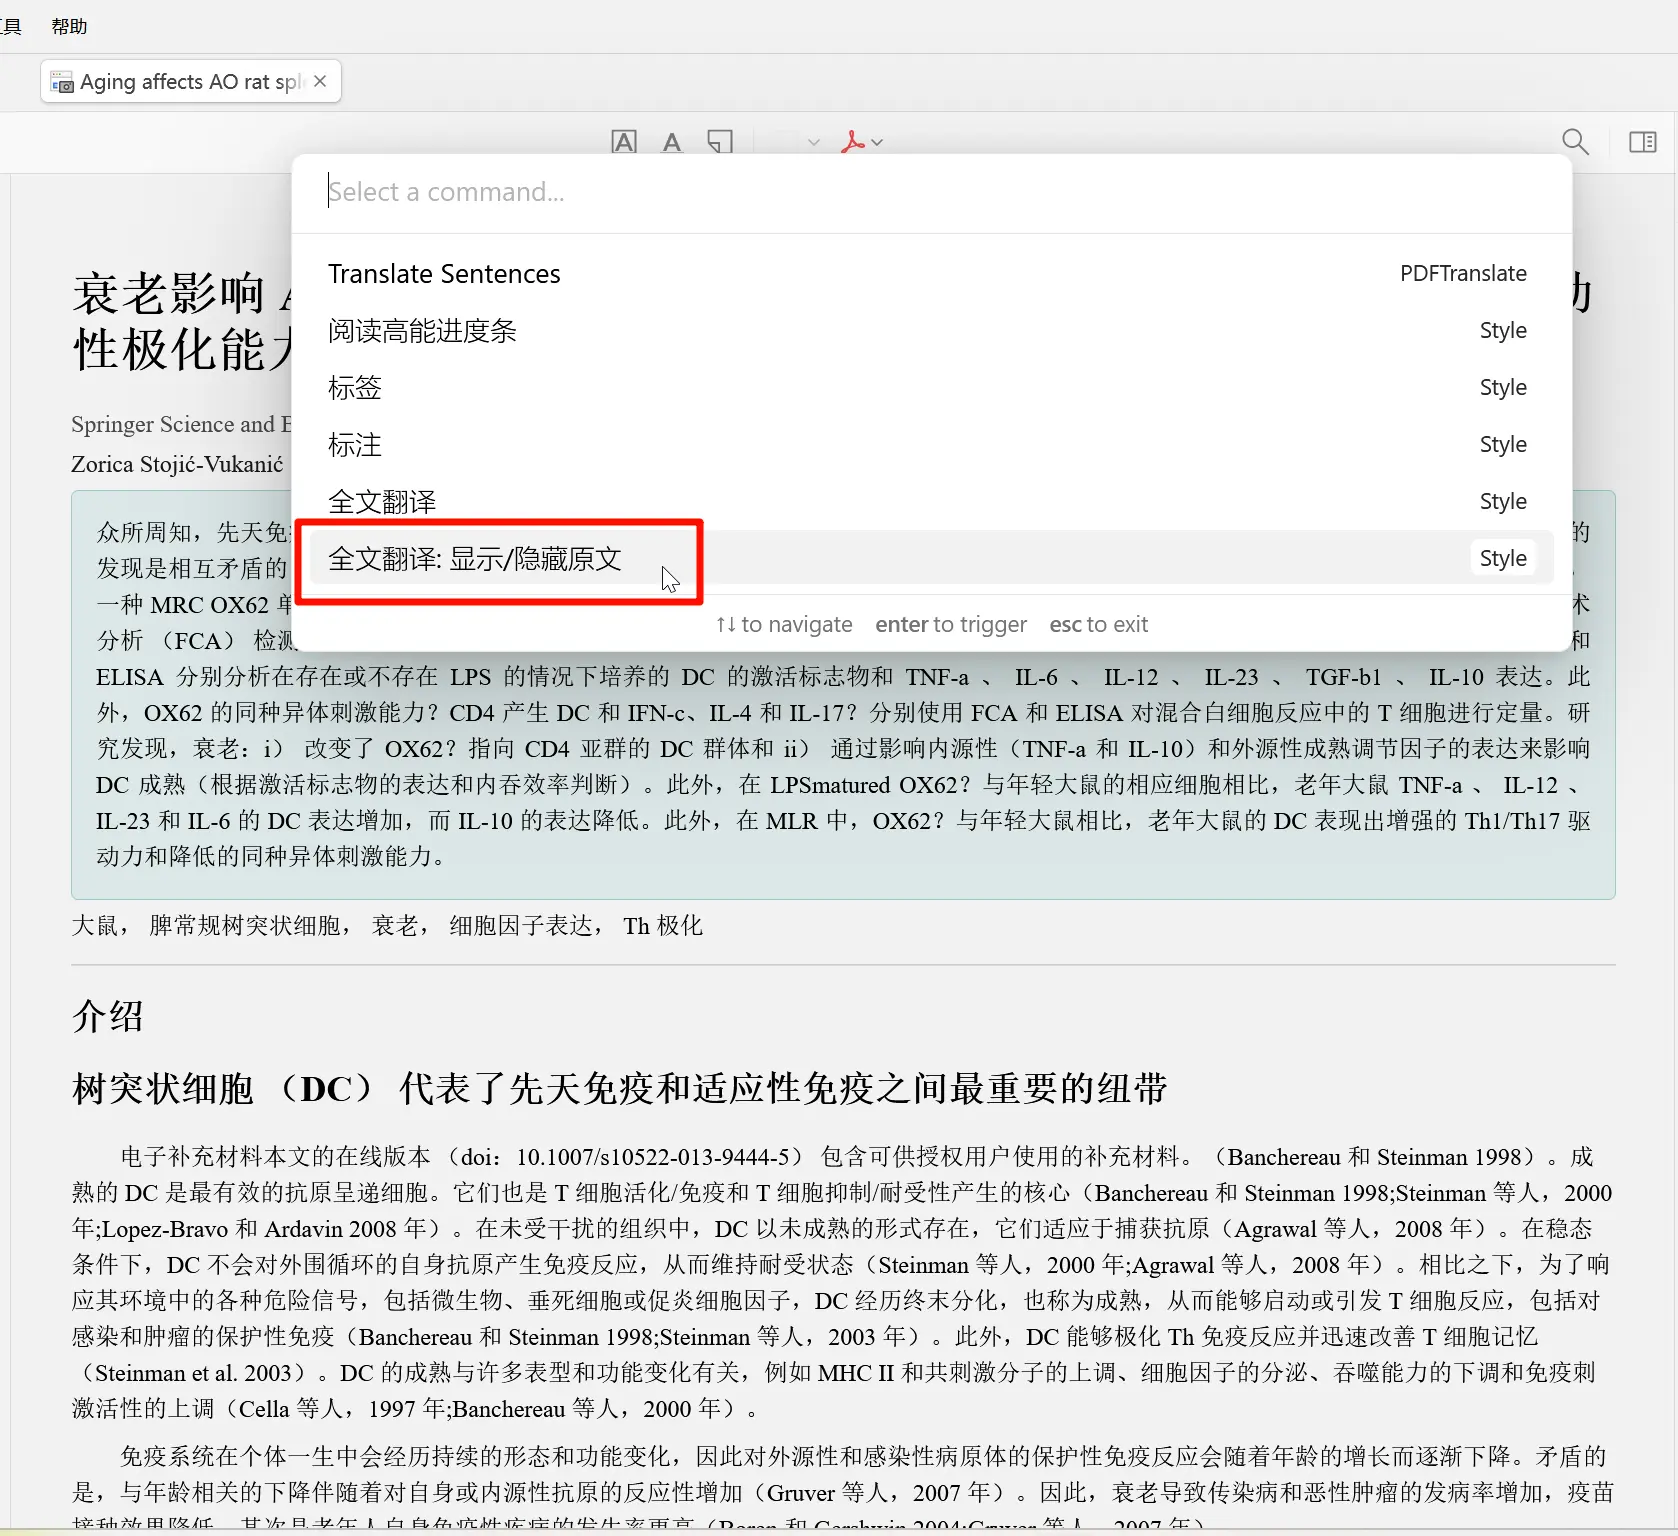 具 帮助
Aging affects AO rat spl
Select a command...
Translate Sentences PDFTranslate
阅读高能进度条 Style
标签 Style
标注 Style
全文翻译 Style
全文翻译: 显示/隐藏原文 Style
↑↓ to navigate enter to trigger esc to exit
衰老影响
性极化能
Springer Science and
Zorica Stojić-Vukanić
众所周知，先天免 的
发现是相互矛盾的
一种 MRC OX62 术
分析 （FCA） 检测 和
ELISA 分别分析在存在或不存在 LPS 的情况下培养的 DC 的激活标志物和 TNF-a 、 IL-6 、 IL-12 、 IL-23 、 TGF-b1 、 IL-10 表达。此
外，OX62 的同种异体刺激能力？CD4 产生 DC 和 IFN-c、IL-4 和 IL-17？分别使用 FCA 和 ELISA 对混合白细胞反应中的 T 细胞进行定量。研
究发现，衰老：i） 改变了 OX62？指向 CD4 亚群的 DC 群体和 ii） 通过影响内源性（TNF-a 和 IL-10）和外源性成熟调节因子的表达来影响
DC 成熟（根据激活标志物的表达和内吞效率判断）。此外，在 LPSmatured OX62？与年轻大鼠的相应细胞相比，老年大鼠 TNF-a 、 IL-12 、
IL-23 和 IL-6 的 DC 表达增加，而 IL-10 的表达降低。此外，在 MLR 中，OX62？与年轻大鼠相比，老年大鼠的 DC 表现出增强的 Th1/Th17 驱
动力和降低的同种异体刺激能力。
大鼠， 脾常规树突状细胞， 衰老， 细胞因子表达， Th 极化
介绍
树突状细胞 （DC） 代表了先天免疫和适应性免疫之间最重要的纽带
电子补充材料本文的在线版本 （doi：10.1007/s10522-013-9444-5） 包含可供授权用户使用的补充材料。（Banchereau 和 Steinman 1998）。成
熟的 DC 是最有效的抗原呈递细胞。它们也是 T 细胞活化/免疫和 T 细胞抑制/耐受性产生的核心（Banchereau 和 Steinman 1998;Steinman 等人，2000
年;Lopez-Bravo 和 Ardavin 2008 年）。在未受干扰的组织中，DC 以未成熟的形式存在，它们适应于捕获抗原（Agrawal 等人，2008 年）。在稳态
条件下，DC 不会对外围循环的自身抗原产生免疫反应，从而维持耐受状态（Steinman 等人，2000 年;Agrawal 等人，2008 年）。相比之下，为了响
应其环境中的各种危险信号，包括微生物、垂死细胞或促炎细胞因子，DC 经历终末分化，也称为成熟，从而能够启动或引发 T 细胞反应，包括对
感染和肿瘤的保护性免疫（Banchereau 和 Steinman 1998;Steinman 等人，2003 年）。此外，DC 能够极化 Th 免疫反应并迅速改善 T 细胞记忆
（Steinman et al. 2003）。DC 的成熟与许多表型和功能变化有关，例如 MHC II 和共刺激分子的上调、细胞因子的分泌、吞噬能力的下调和免疫刺
激活性的上调（Cella 等人，1997 年;Banchereau 等人，2000 年）。
免疫系统在个体一生中会经历持续的形态和功能变化，因此对外源性和感染性病原体的保护性免疫反应会随着年龄的增长而逐渐下降。矛盾的
是，与年龄相关的下降伴随着对自身或内源性抗原的反应性增加（Gruver 等人，2007 年）。因此，衰老导致传染病和恶性肿瘤的发病率增加，疫苗
接种效果降低，其次是老年人自身免疫性疾病的发生率更高（Boren 和 Gershwin 2004;Gruver 等人，2007 年）